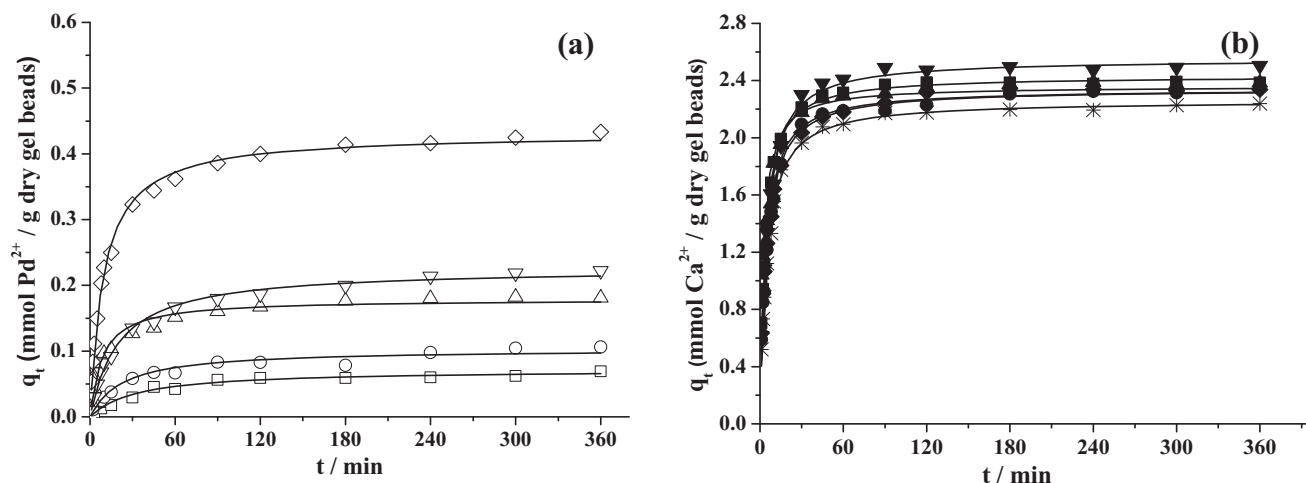 (a)
q_t (mmol Pd²⁺ / g dry gel beads)
0.6
0.5
0.4
0.3
0.2
0.1
0.0
0 60 120 180 240 300 360
t / min
(b)
q_t (mmol Ca²⁺ / g dry gel beads)
2.8
2.4
2.0
1.6
1.2
0.8
0.4
0.0
0 60 120 180 240 300 360
t / min